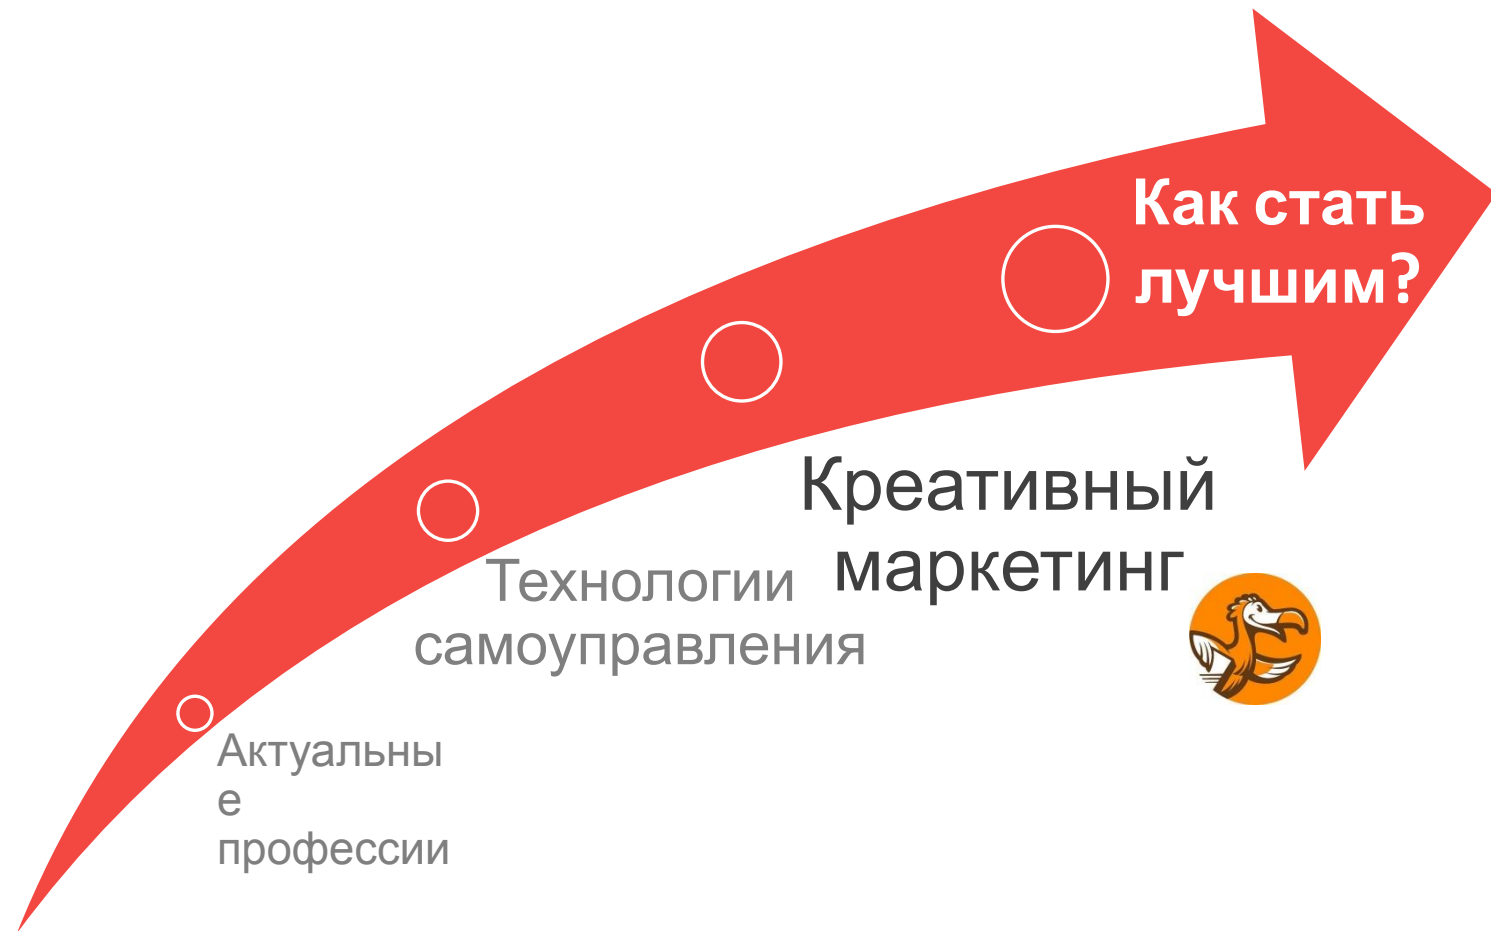 Как стать
лучшим?
Креативный
маркетинг
Технологии
самоуправления
Актуальны
е
профессии